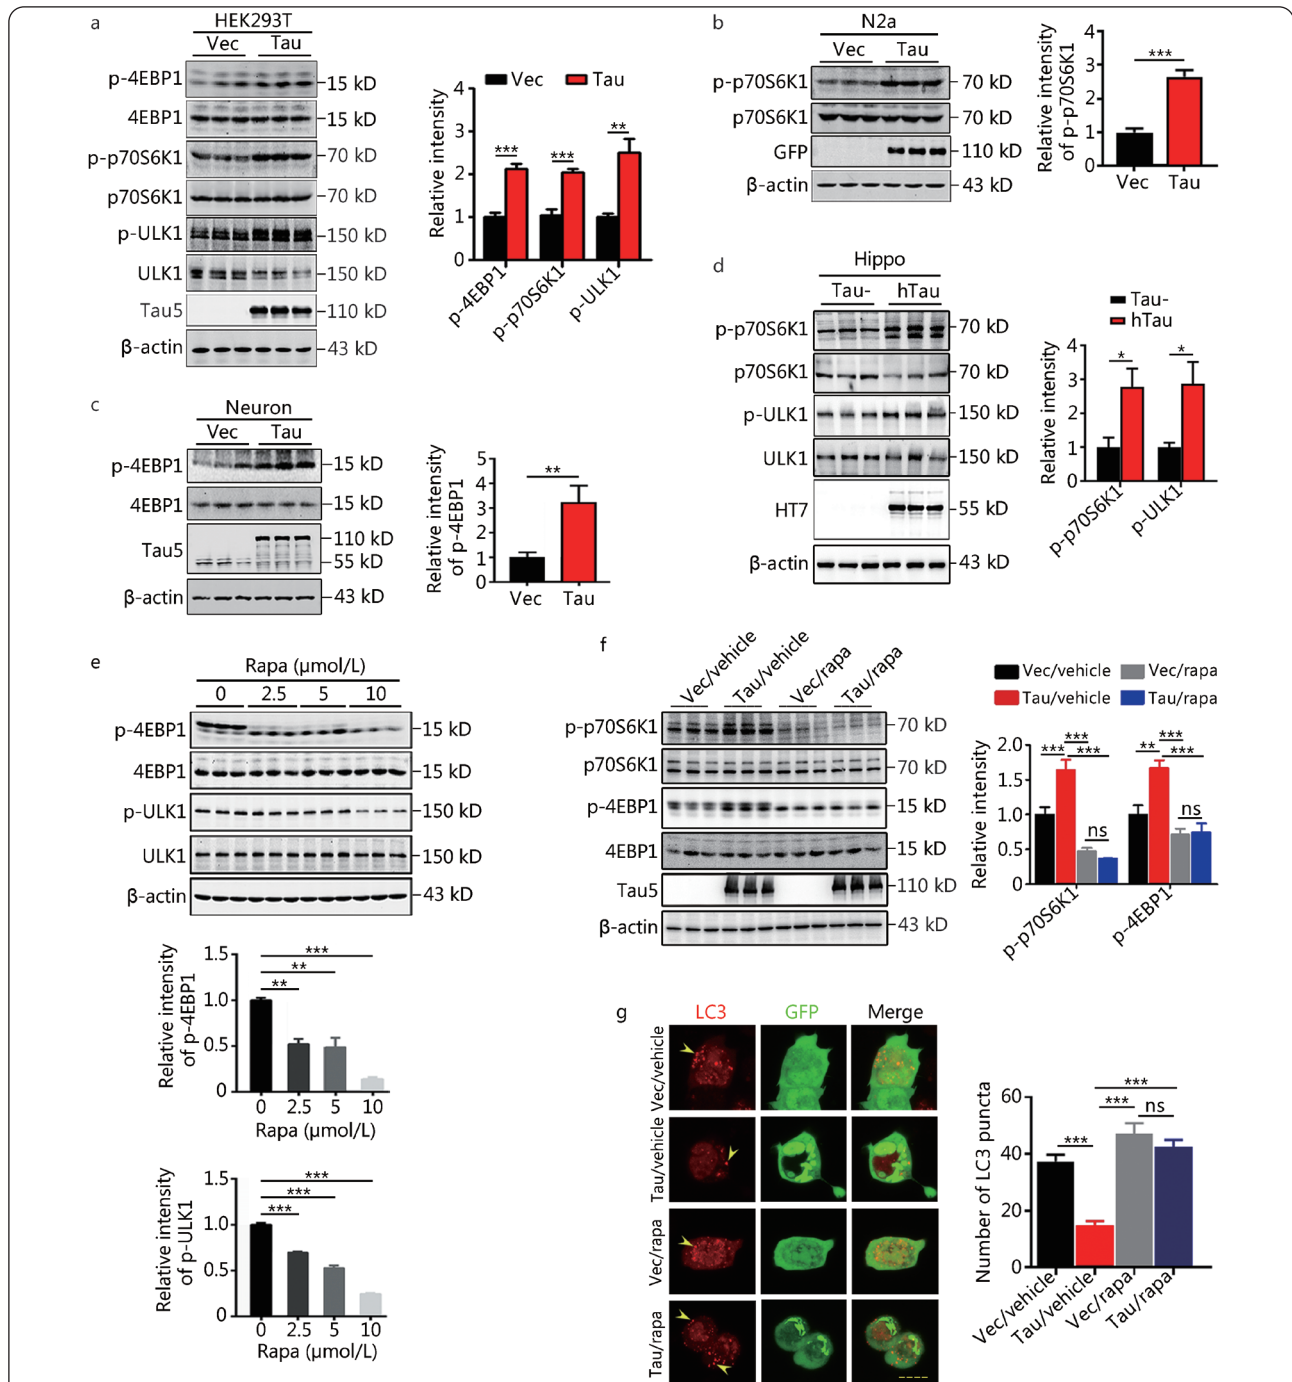 a
HEK293T
Vec Tau
p-4EBP1 15 kD
4EBP1 15 kD
p-p70S6K1 70 kD
p70S6K1 70 kD
p-ULK1 150 kD
ULK1 150 kD
Tau5 110 kD
β-actin 43 kD
Vec Tau
Relative intensity
6
4
2
1
0
*** *** **
p-4EBP1 p-p70S6K1 p-ULK1
b
N2a
Vec Tau
p-p70S6K1 70 kD
p70S6K1 70 kD
GFP 110 kD
β-actin 43 kD
Relative intensity
of p-p70S6K1
4
3
2
1
0
***
Vec Tau
c
Neuron
Vec Tau
p-4EBP1 15 kD
4EBP1 15 kD
Tau5 110 kD
55 kD
β-actin 43 kD
Relative intensity
of p-4EBP1
5
4
3
2
1
0
**
Vec Tau
d
Hippo
Tau- hTau
p-p70S6K1 70 kD
p70S6K1 70 kD
p-ULK1 150 kD
ULK1 150 kD
HT7 55 kD
β-actin 43 kD
Tau-
hTau
Relative intensity
4
3
2
1
0
* *
p-p70S6K1 p-ULK1
e
Rapa (μmol/L)
0 2.5 5 10
p-4EBP1 15 kD
4EBP1 15 kD
p-ULK1 150 kD
ULK1 150 kD
β-actin 43 kD
Relative intensity
of p-4EBP1
1.5
1.0
0.5
0
***
**
**
0 2.5 5 10
Rapa (μmol/L)
Relative intensity
of p-ULK1
1.5
1.0
0.5
0
***
***
***
0 2.5 5 10
Rapa (μmol/L)
f
Vec/vehicle Tau/vehicle Vec/rapa Tau/rapa
p-p70S6K1 70 kD
p70S6K1 70 kD
p-4EBP1 15 kD
4EBP1 15 kD
Tau5 110 kD
β-actin 43 kD
Vec/vehicle Vec/rapa
Tau/vehicle Tau/rapa
Relative intensity
2.0
1.5
1.0
0.5
0
*** *** *** ns
** *** *** ns
p-p70S6K1 p-4EBP1
g
LC3 GFP Merge
Vec/vehicle
Tau/vehicle
Vec/rapa
Tau/rapa
Number of LC3 puncta
60
40
20
0
***
*** ns
***
Vec/vehicle Tau/vehicle Vec/rapa Tau/rapa